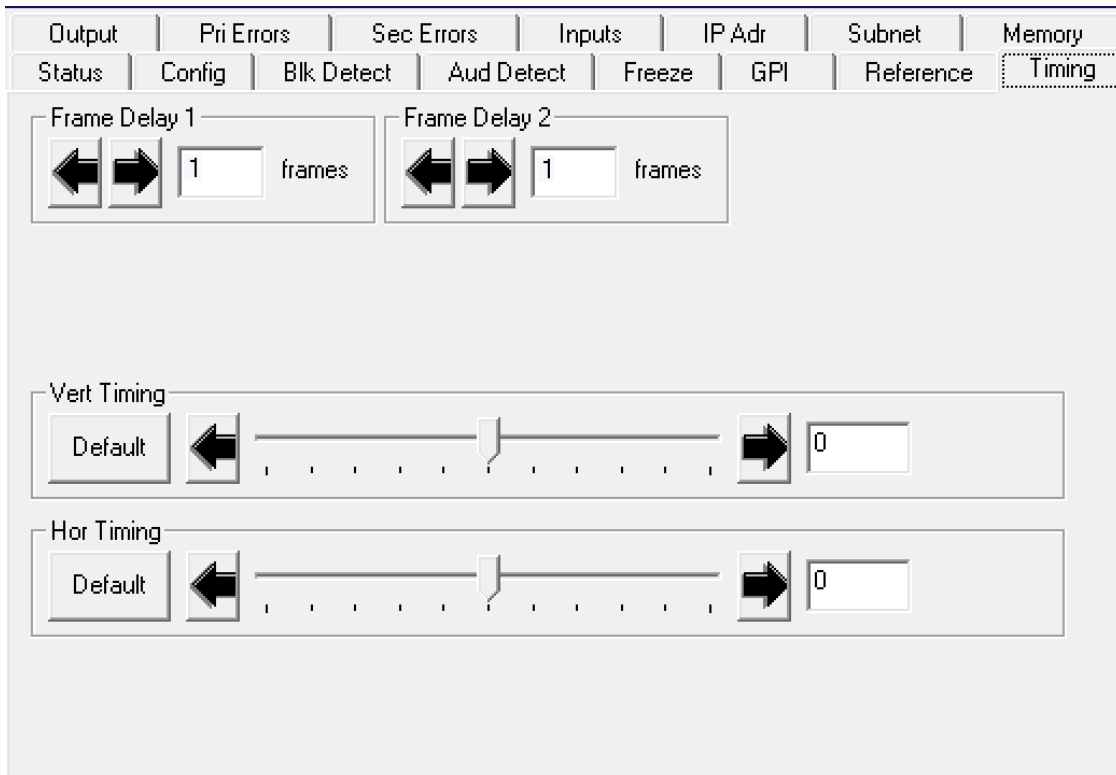 Output Pri Errors Sec Errors Inputs IP Adr Subnet Memory
Status Config Blk Detect Aud Detect Freeze GPI Reference Timing
Frame Delay 1
1 frames
Frame Delay 2
1 frames
Vert Timing
Default 0
Hor Timing
Default 0